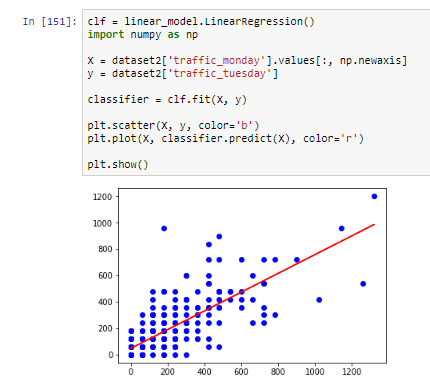 In [151]: clf = linear_model.LinearRegression()
import numpy as np
X = dataset2['traffic_monday'].values[:, np.newaxis]
y = dataset2['traffic_tuesday']
classifier = clf.fit(X, y)
plt.scatter(X, y, color='b')
plt.plot(X, classifier.predict(X), color='r')
plt.show()
1200
1000
800
600
400
200
0
0 200 400 600 800 1000 1200